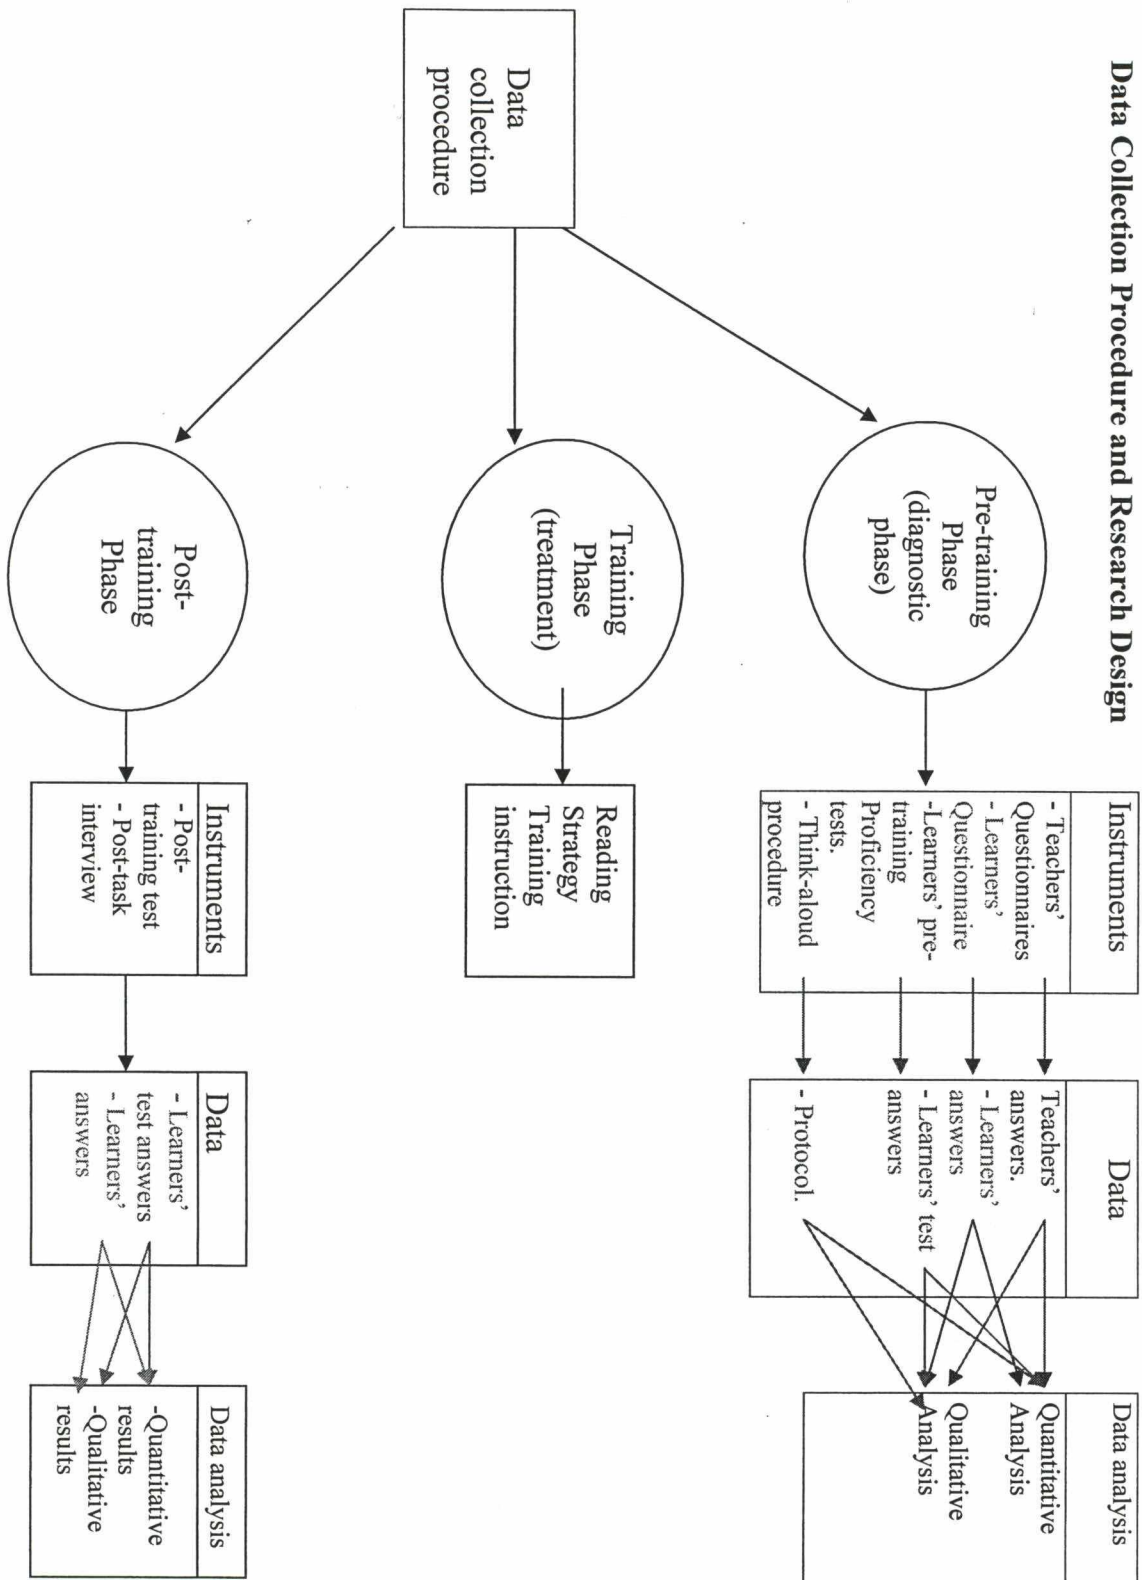 Data Collection Procedure and Research Design
Data
collection
procedure
Pre-training
Phase
(diagnostic
phase)
Instruments
- Teachers'
Questionnaires
- Learners'
Questionnaire
-Learners' pre-
training
Proficiency
tests.
- Think-aloud
procedure
Data
Teachers'
answers.
- Learners'
answers
- Learners' test
answers
- Protocol.
Data analysis
Quantitative
Analysis
Qualitative
Analysis
Training
Phase
(treatment)
Reading
Strategy
Training
instruction
Post-
training
Phase
Instruments
- Post-
training test
- Post-task
interview
Data
- Learners'
test answers
- Learners'
answers
Data analysis
-Quantitative
results
-Qualitative
results